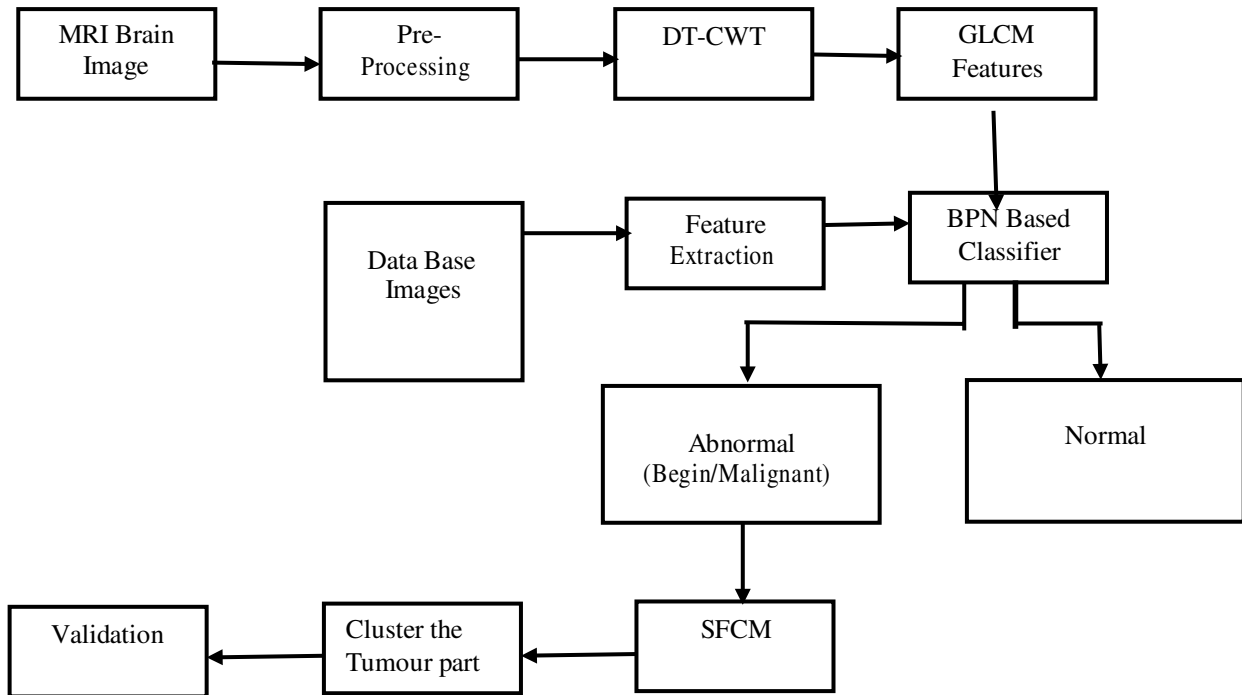 MRI Brain
Image
Pre-
Processing
DT-CWT
GLCM
Features
Data Base
Images
Feature
Extraction
BPN Based
Classifier
Abnormal
(Begin/Malignant)
Normal
Validation
Cluster the
Tumour part
SFCM